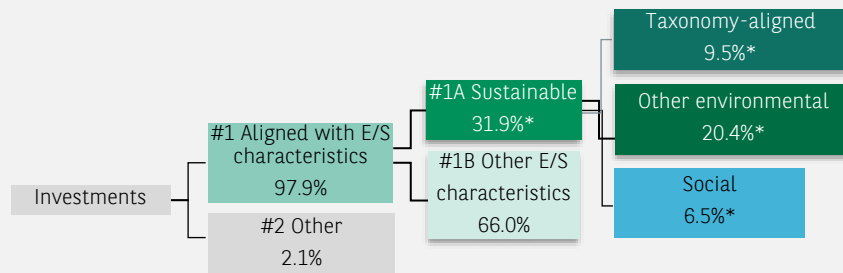 Investments
#1 Aligned with E/S
characteristics
97.9%
#2 Other
2.1%
#1A Sustainable
31.9%*
#1B Other E/S
characteristics
66.0%
Taxonomy-aligned
9.5%*
Other environmental
20.4%*
Social
6.5%*